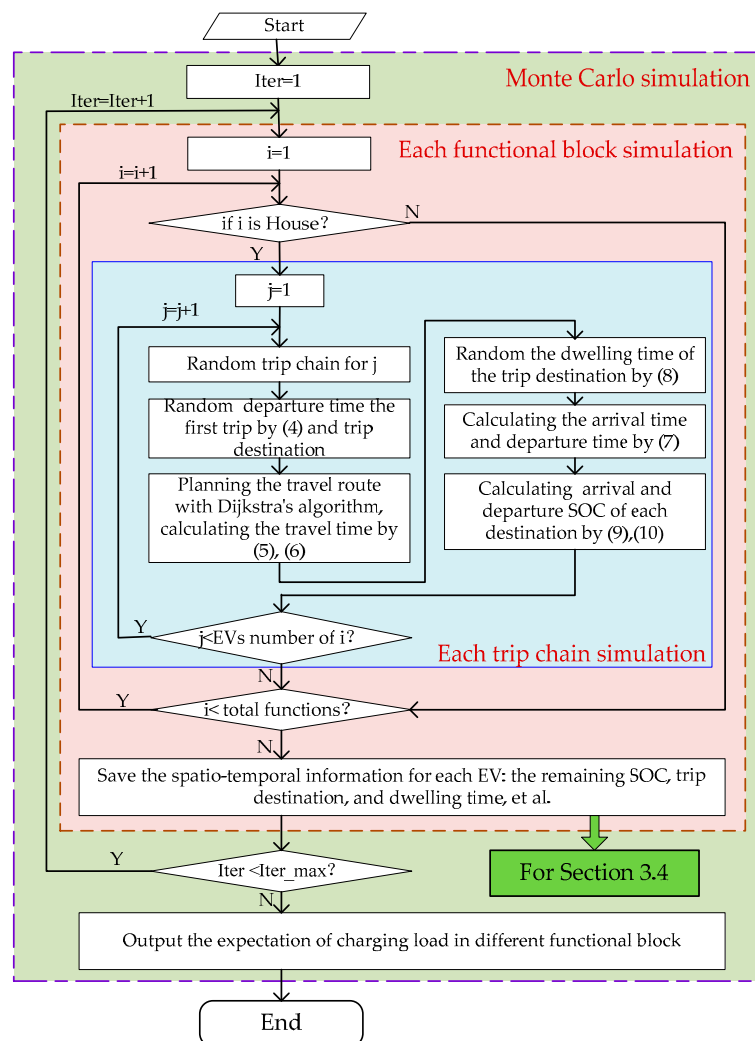 Start
Monte Carlo simulation
Iter=1
Iter=Iter+1
Each functional block simulation
i=1
i=i+1
if i is House?
N
Y
j=1
j=j+1
Random trip chain for j
Random departure time the
first trip by (4) and trip
destination
Planning the travel route
with Dijkstra's algorithm,
calculating the travel time by
(5), (6)
Random the dwelling time of
the trip destination by (8)
Calculating the arrival time
and departure time by (7)
Calculating arrival and
departure SOC of each
destination by (9),(10)
j<EVs number of i?
Y
Each trip chain simulation
N
i< total functions?
Y
N
Save the spatio-temporal information for each EV: the remaining SOC, trip
destination, and dwelling time, et al.
For Section 3.4
Iter <Iter_max?
Y
N
Output the expectation of charging load in different functional block
End